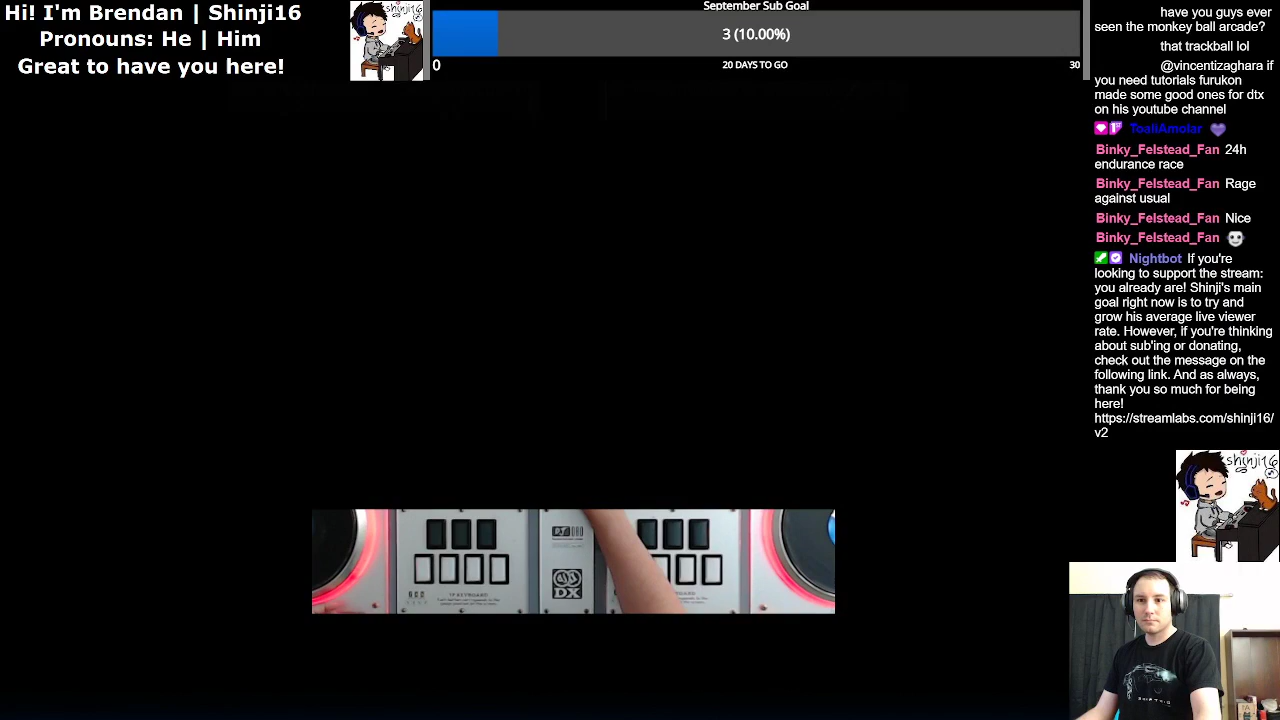 Hi! I'm Brendan | Shinji16
Pronouns: He | Him
Great to have you here!
September Sub Goal
3 (10.00%)
0
20 DAYS TO GO
30
have you guys ever
seen the monkey ball arcade?
that trackball lol
@vincentizaghara if
you need tutorials furukon
made some good ones for dtx
on his youtube channel
ToaliAmolar
Binky_Felstead_Fan 24h
endurance race
Binky_Felstead_Fan Rage
against usual
Binky_Felstead_Fan Nice
Binky_Felstead_Fan
Nightbot If you're
looking to support the stream:
you already are! Shinji's main
goal right now is to try and
grow his average live viewer
rate. However, if you're thinking
about sub'ing or donating,
check out the message on the
following link. And as always,
thank you so much for being
here!
https://streamlabs.com/shinji16/
v2
shinji16
DX